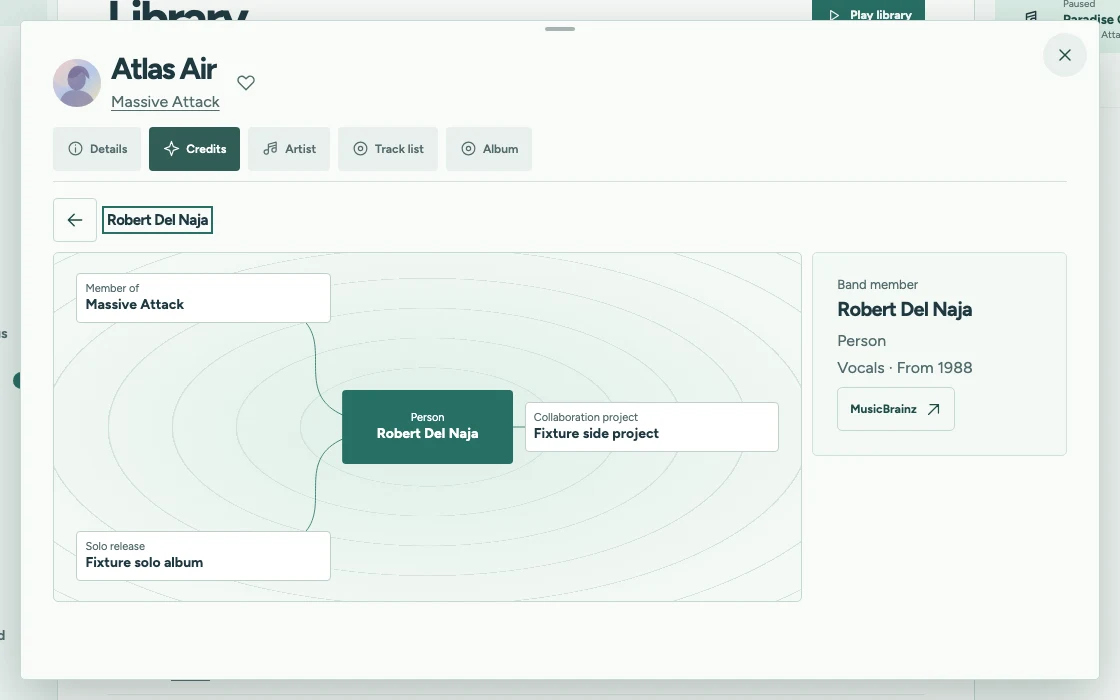 Library
Play library
Paused
Paradise C
Atta
Atlas Air
Massive Attack
Details
Credits
Artist
Track list
Album
Robert Del Naja
Member of
Massive Attack
Person
Robert Del Naja
Collaboration project
Fixture side project
Solo release
Fixture solo album
Band member
Robert Del Naja
Person
Vocals · From 1988
MusicBrainz